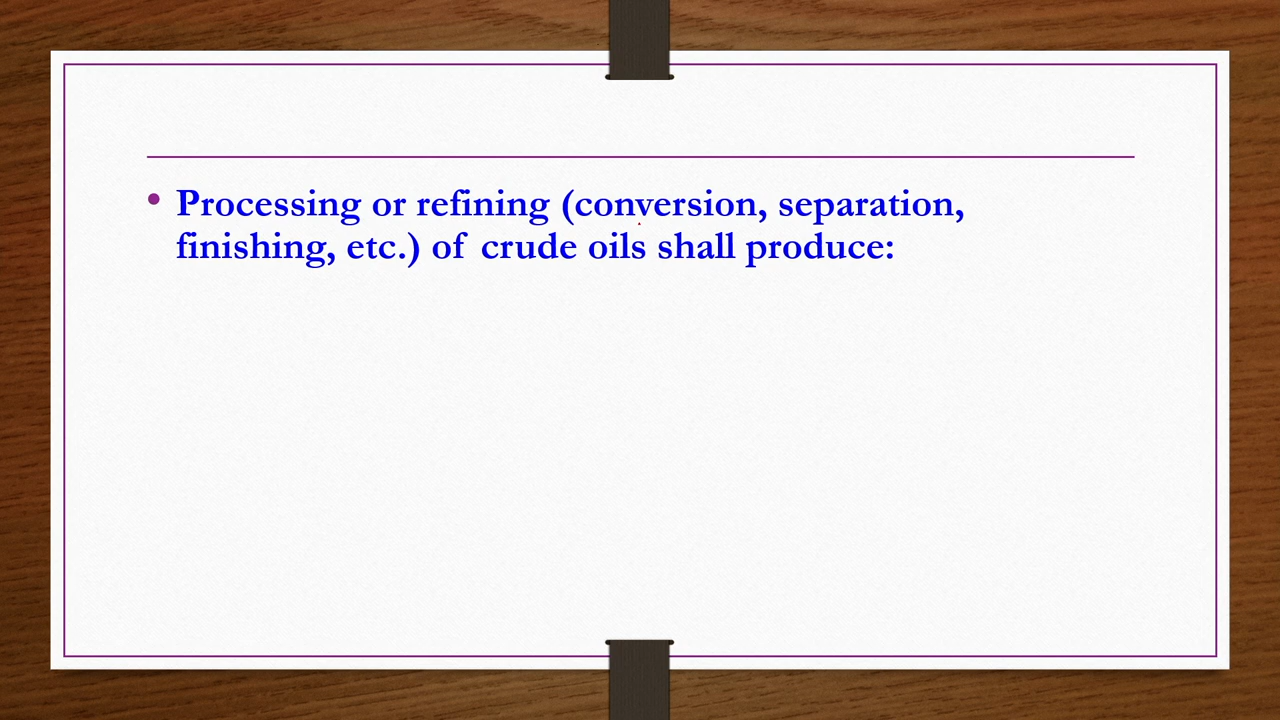 • Processing or refining (conversion, separation,
finishing, etc.) of crude oils shall produce: